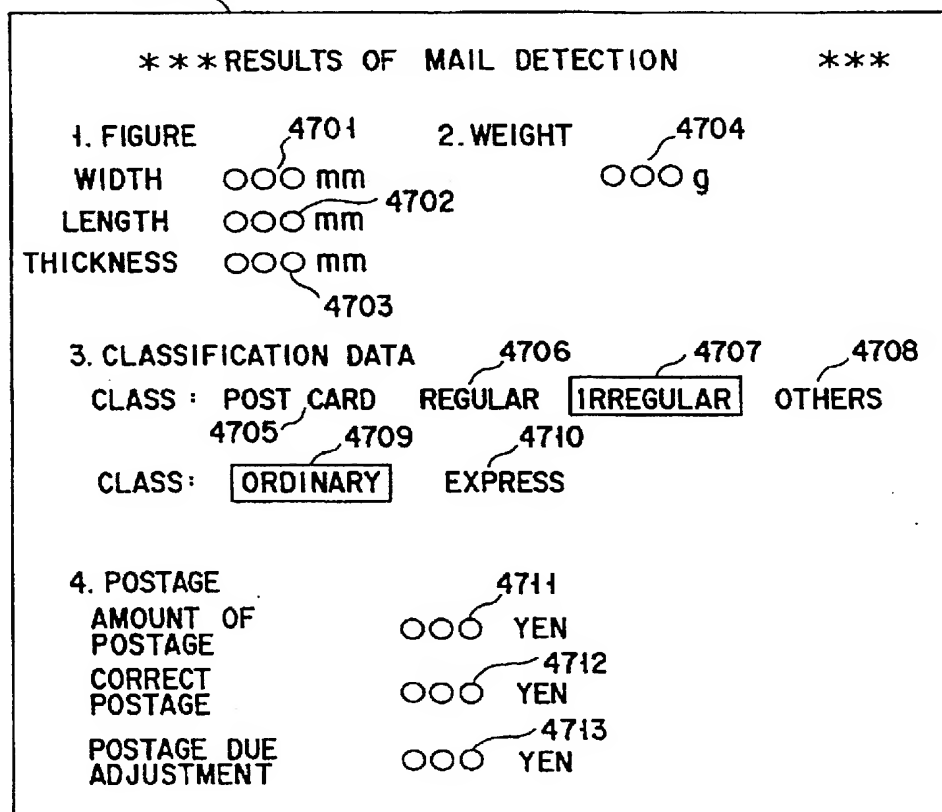 ***RESULTS OF MAIL DETECTION ***
1. FIGURE 4701 2. WEIGHT 4704
WIDTH ○○○ mm ○○○ g
4702
LENGTH ○○○ mm
THICKNESS ○○○ mm
4703
3. CLASSIFICATION DATA 4706 4707 4708
CLASS : POST CARD REGULAR IRREGULAR OTHERS
4705 4709 4710
CLASS: ORDINARY EXPRESS
4. POSTAGE 4711
AMOUNT OF
POSTAGE ○○○ YEN
4712
CORRECT
POSTAGE ○○○ YEN
4713
POSTAGE DUE
ADJUSTMENT ○○○ YEN